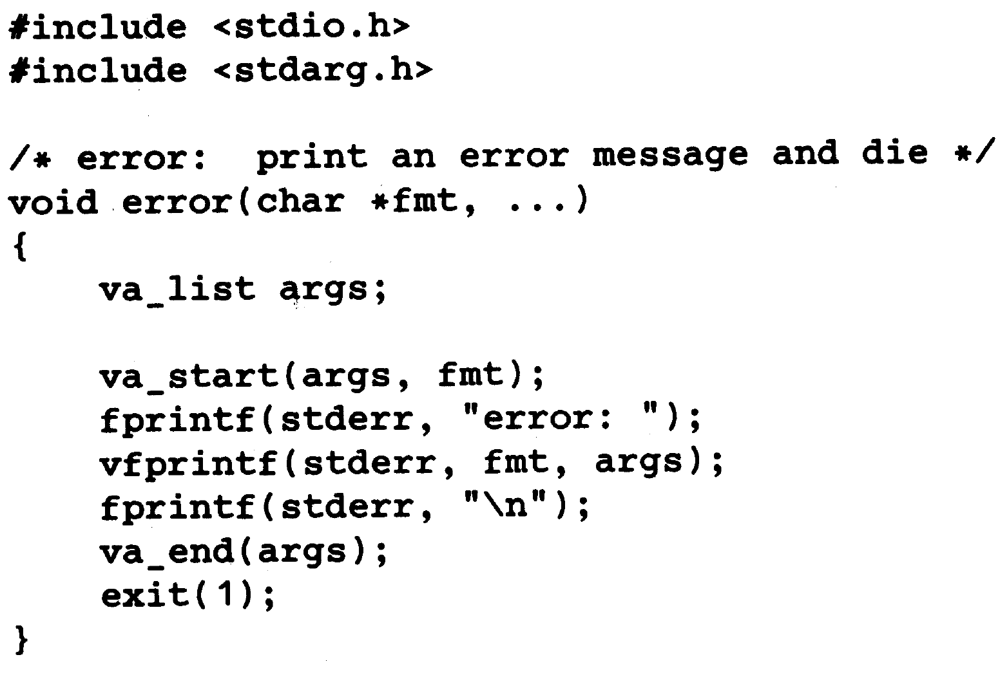 #include <stdio.h>
#include <stdarg.h>
/* error:  print an error message and die */
void error(char *fmt, ...)
{
    va_list args;
    va_start(args, fmt);
    fprintf(stderr, "error: ");
    vfprintf(stderr, fmt, args);
    fprintf(stderr, "\n");
    va_end(args);
    exit(1);
}